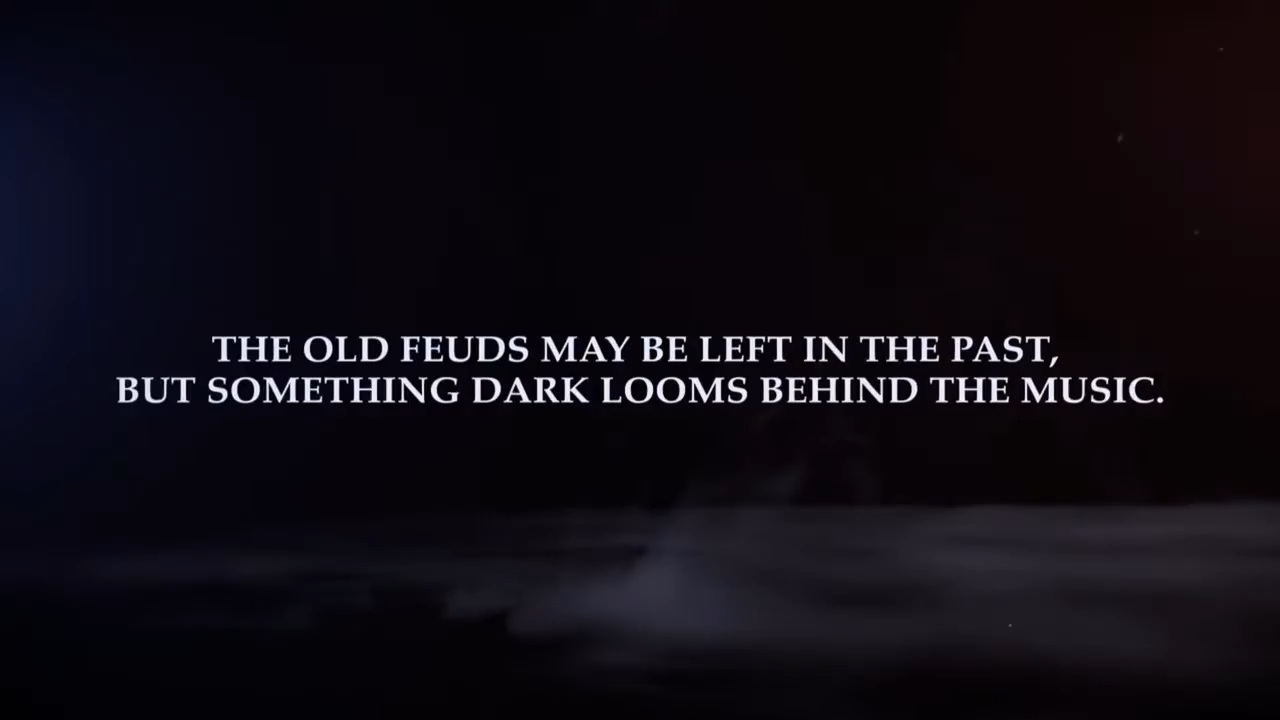 THE OLD FEUDS MAY BE LEFT IN THE PAST,
BUT SOMETHING DARK LOOMS BEHIND THE MUSIC.